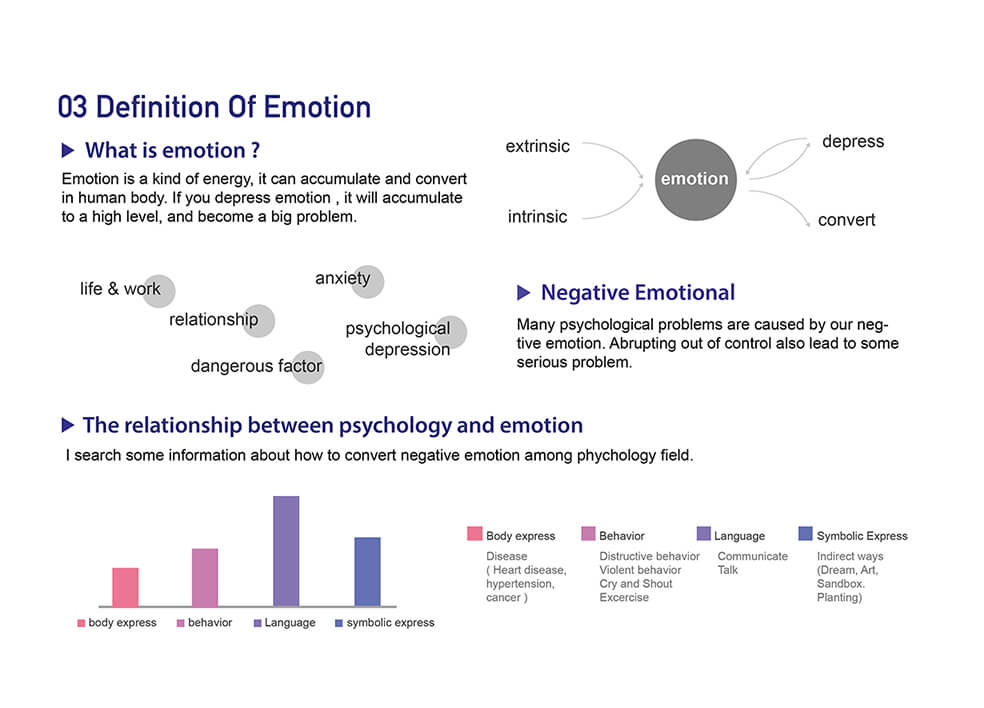 03 Definition Of Emotion
What is emotion ?
Emotion is a kind of energy, it can accumulate and convert
in human body. If you depress emotion , it will accumulate
to a high level, and become a big problem.
extrinsic
intrinsic
emotion
depress
convert
life & work
anxiety
relationship
psychological
depression
dangerous factor
Negative Emotional
Many psychological problems are caused by our neg-
tive emotion. Abrupting out of control also lead to some
serious problem.
The relationship between psychology and emotion
I search some information about how to convert negative emotion among phychology field.
body express
behavior
Language
symbolic express
Body express
Disease
( Heart disease,
hypertension,
cancer )
Behavior
Distructive behavior
Violent behavior
Cry and Shout
Excercise
Language
Communicate
Talk
Symbolic Express
Indirect ways
(Dream, Art,
Sandbox.
Planting)